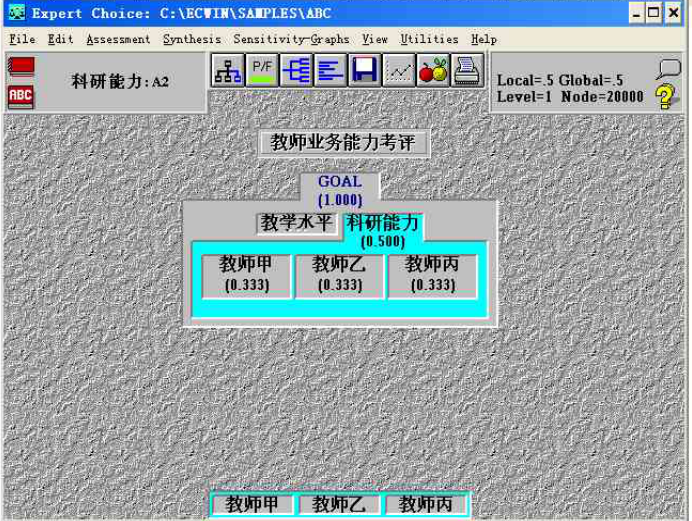 Expert Choice: C:\ECWIN\SAMPLES\ABC
File Edit Assessment Synthesis Sensitivity-Graphs View Utilities Help
科研能力:A2
P/F
ABC
Local=.5 Global=.5
Level=1 Node=20000
教师业务能力考评
GOAL
(1.000)
教学水平 科研能力
(0.500)
教师甲 教师乙 教师丙
(0.333) (0.333) (0.333)
教师甲 教师乙 教师丙